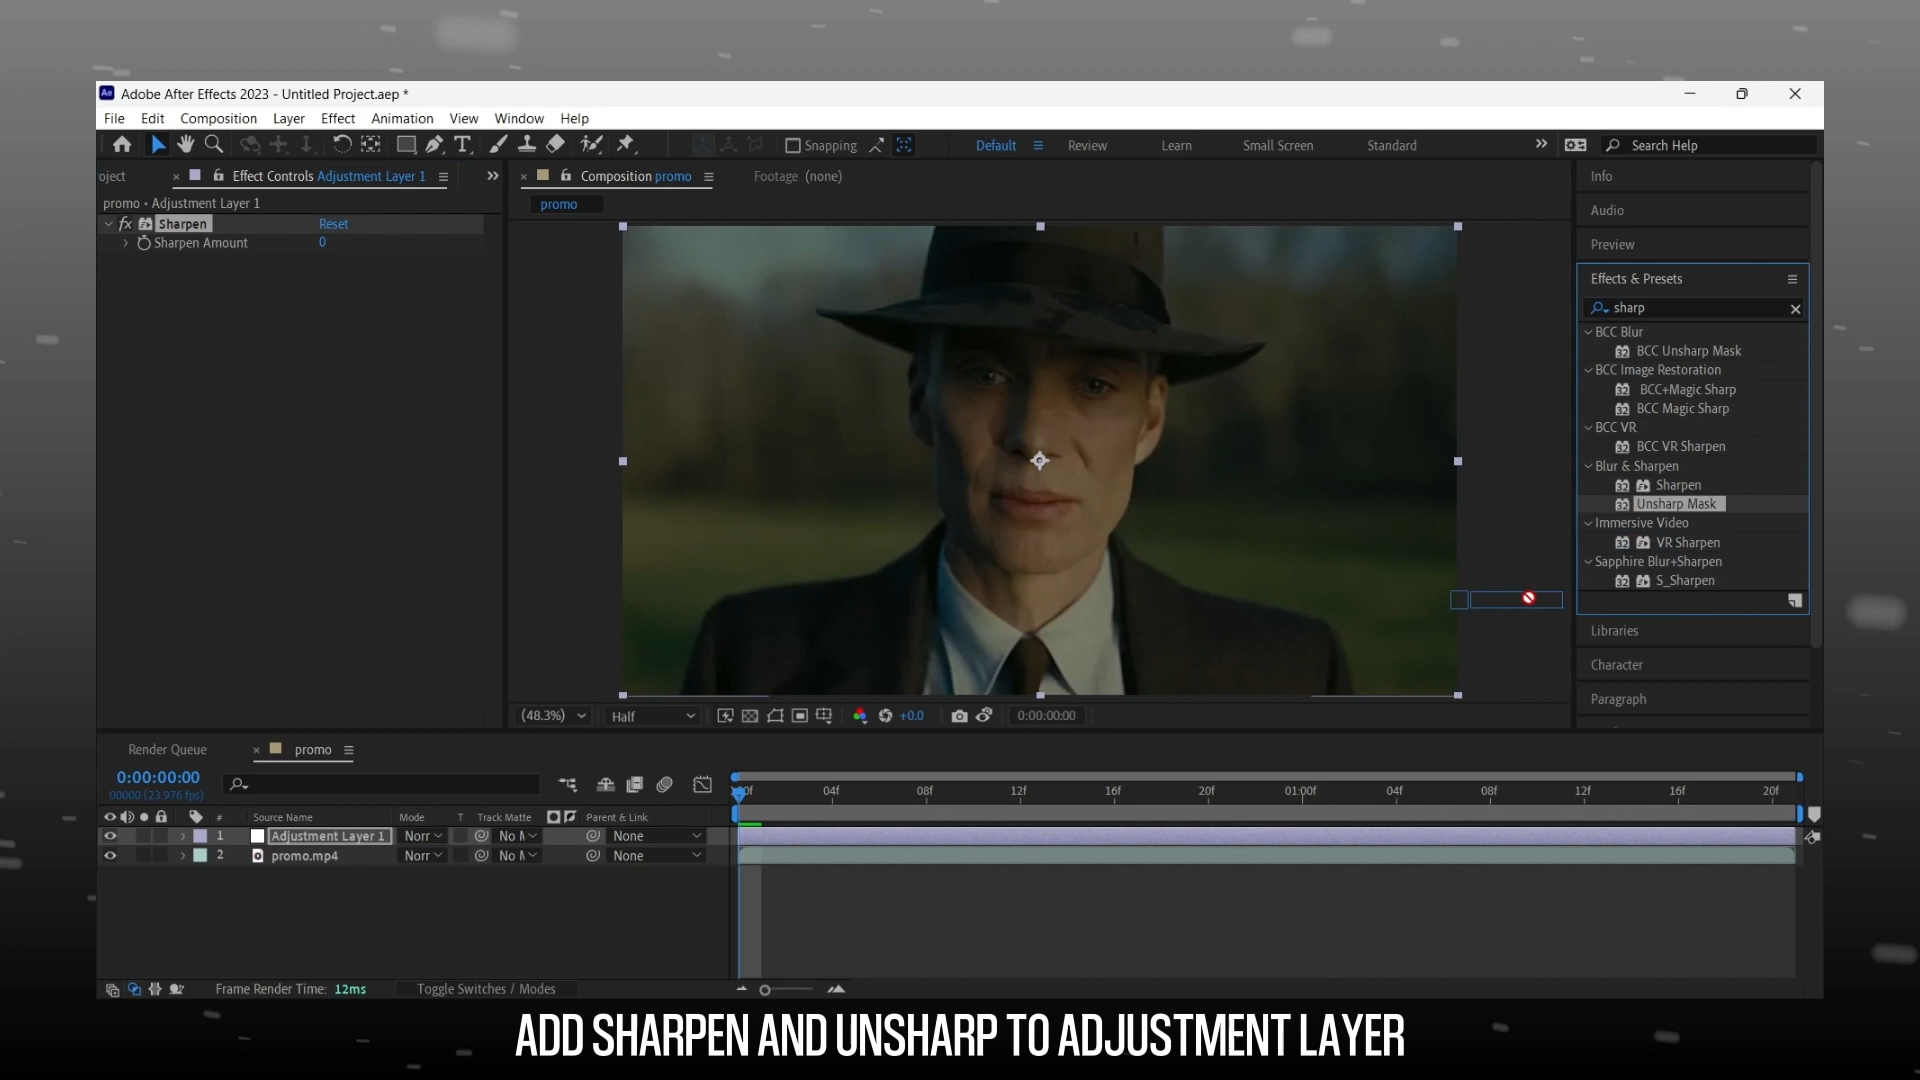 Adobe After Effects 2023 - Untitled Project.aep *
File Edit Composition Layer Effect Animation View Window Help
Snapping
Default Review Learn Small Screen Standard
Search Help
oject
Effect Controls Adjustment Layer 1
promo • Adjustment Layer 1
fx Sharpen Reset
Sharpen Amount 0
Composition promo
Footage (none)
promo
Info
Audio
Preview
Effects & Presets
sharp
BCC Blur
BCC Unsharp Mask
BCC Image Restoration
BCC+Magic Sharp
BCC Magic Sharp
BCC VR
BCC VR Sharpen
Blur & Sharpen
Sharpen
Unsharp Mask
Immersive Video
VR Sharpen
Sapphire Blur+Sharpen
S_Sharpen
Libraries
Character
Paragraph
(48.3%) Half +0.0 0:00:00:00
Render Queue promo
0:00:00:00
00000 (23.976 fps)
04f 08f 12f 16f 20f 01:00f 04f 08f 12f 16f 20f
# Source Name Mode T Track Matte Parent & Link
1 Adjustment Layer 1 Norr No None
2 promo.mp4 Norr No None
Frame Render Time: 12ms Toggle Switches / Modes
ADD SHARPEN AND UNSHARP TO ADJUSTMENT LAYER